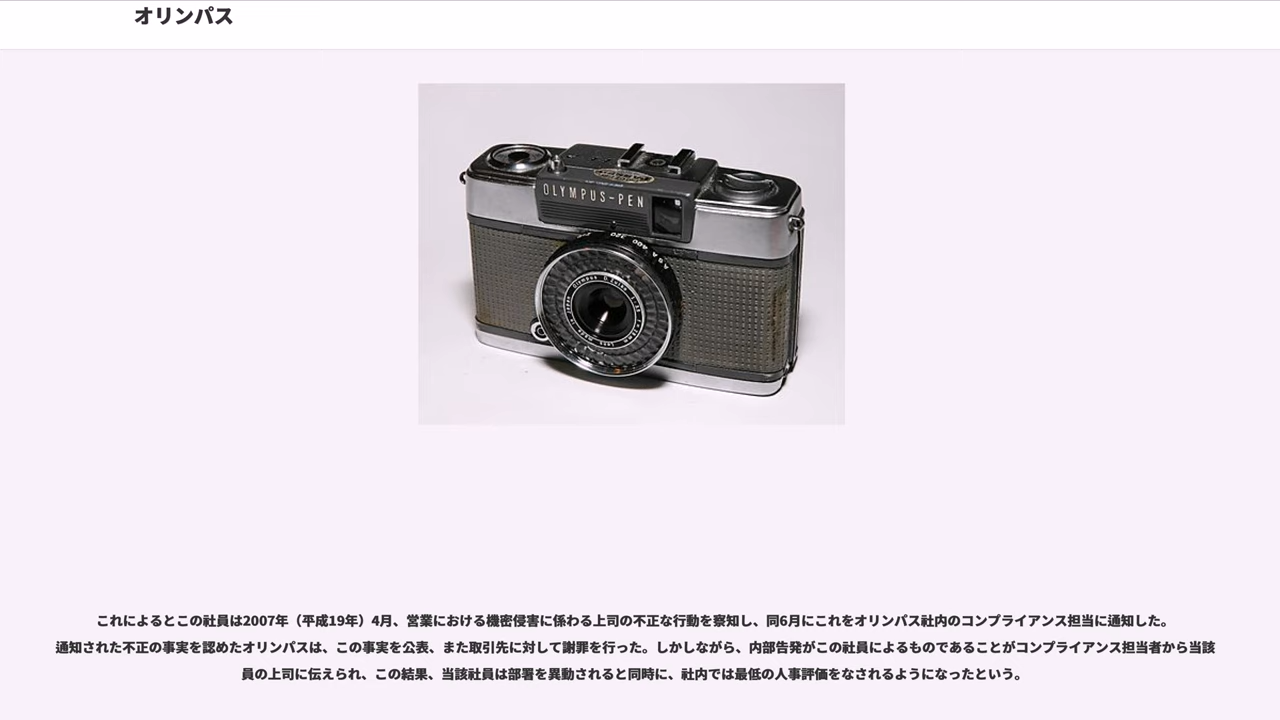 オリンパス
OLYMPUS-PEN
ASA 400
320
これによるとこの社員は2007年（平成19年）4月、営業における機密侵害に係わる上司の不正な行動を察知し、同6月にこれをオリンパス社内のコンプライアンス担当に通知した。
通知された不正の事実を認めたオリンパスは、この事実を公表、また取引先に対して謝罪を行った。しかしながら、内部告発がこの社員によるものであることがコンプライアンス担当者から当該
員の上司に伝えられ、この結果、当該社員は部署を異動されると同時に、社内では最低の人事評価をなされるようになったという。